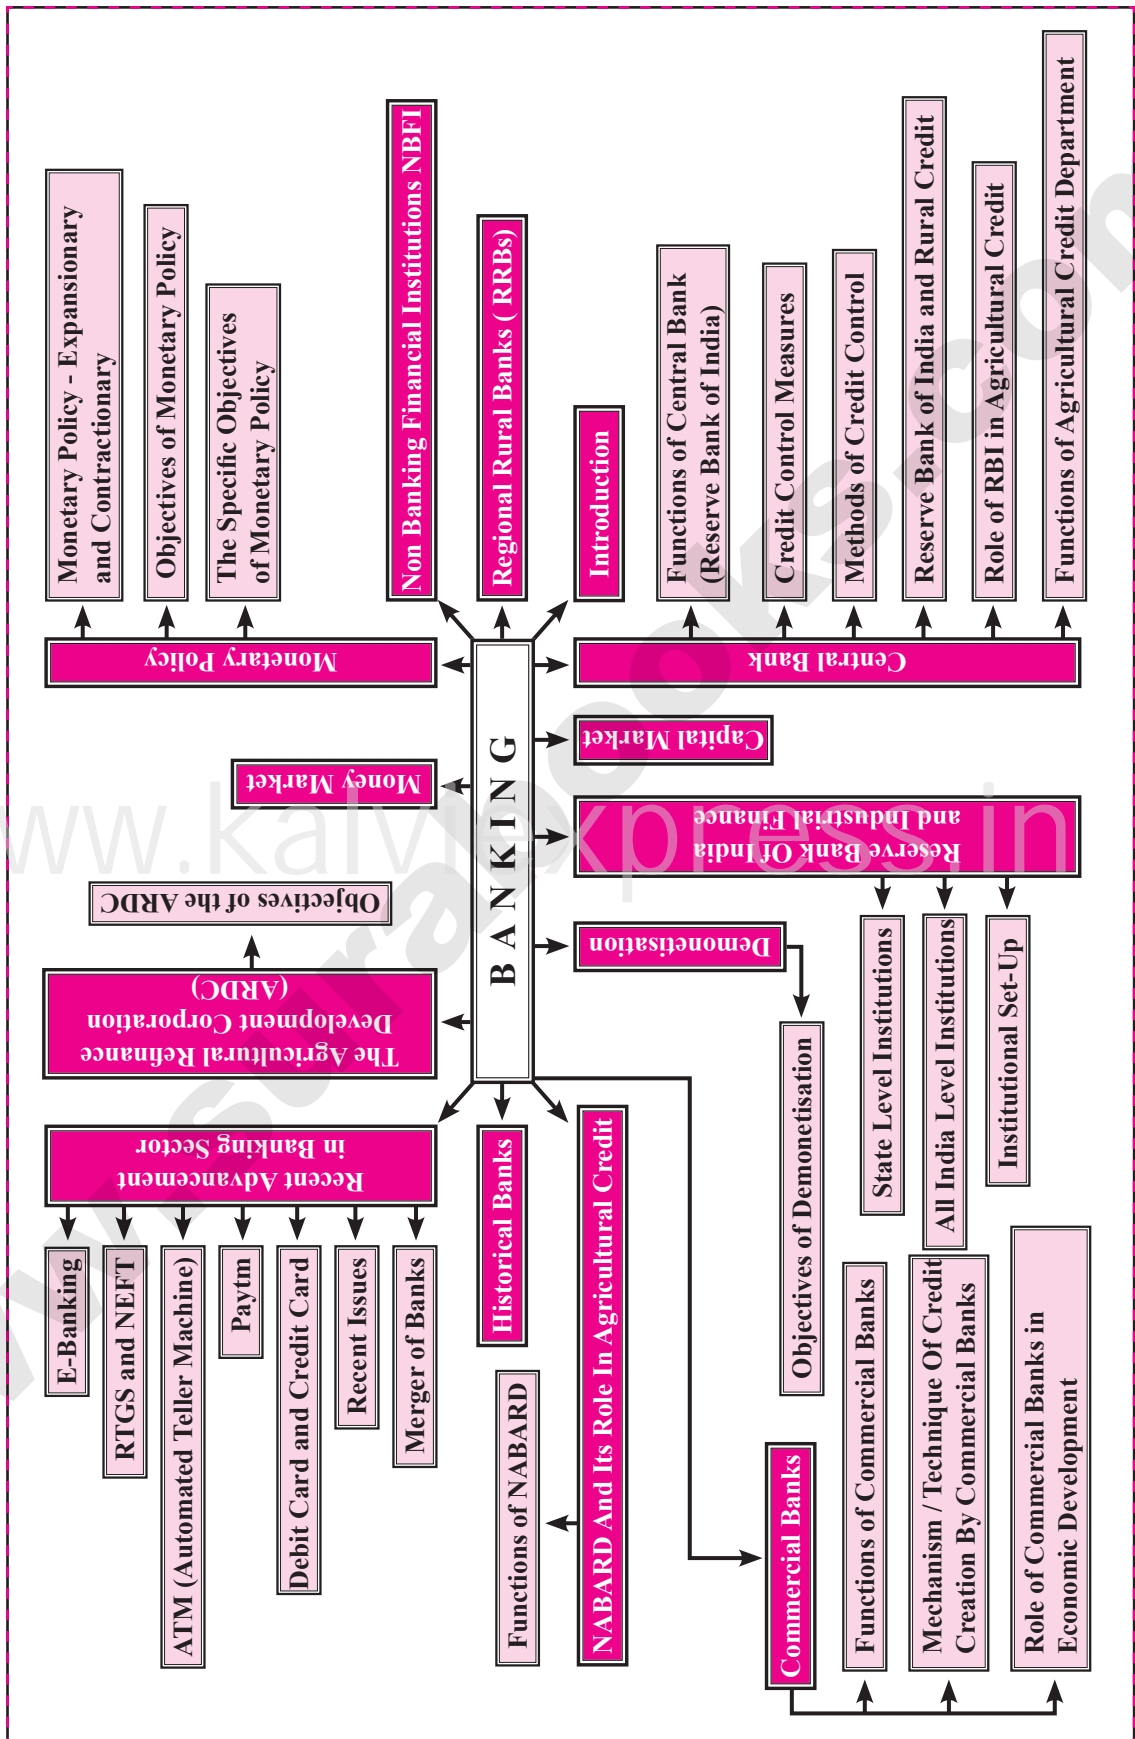 BANKING
Monetary Policy
Monetary Policy - Expansionary
and Contractionary
Objectives of Monetary Policy
The Specific Objectives
of Monetary Policy
Non Banking Financial Institutions NBFI
Regional Rural Banks ( RRBs)
Introduction
Central Bank
Functions of Central Bank
(Reserve Bank of India)
Credit Control Measures
Methods of Credit Control
Reserve Bank of India and Rural Credit
Role of RBI in Agricultural Credit
Functions of Agricultural Credit Department
Money Market
Capital Market
Reserve Bank Of India
and Industrial Finance
State Level Institutions
All India Level Institutions
Institutional Set-Up
Objectives of the ARDC
The Agricultural Refinance
Development Corporation
(ARDC)
Demonetisation
Objectives of Demonetisation
Recent Advancement
in Banking Sector
E-Banking
RTGS and NEFT
ATM (Automated Teller Machine)
Paytm
Debit Card and Credit Card
Recent Issues
Merger of Banks
Historical Banks
NABARD And Its Role In Agricultural Credit
Functions of NABARD
Commercial Banks
Functions of Commercial Banks
Mechanism / Technique Of Credit
Creation By Commercial Banks
Role of Commercial Banks in
Economic Development
www.kalviexpress.in
w.surabooks.com